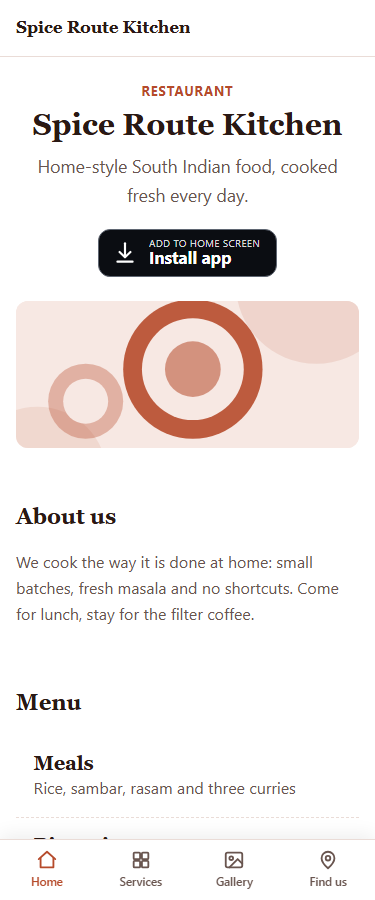 Spice Route Kitchen
RESTAURANT
Spice Route Kitchen
Home-style South Indian food, cooked
fresh every day.
ADD TO HOME SCREEN
Install app
About us
We cook the way it is done at home: small
batches, fresh masala and no shortcuts. Come
for lunch, stay for the filter coffee.
Menu
Meals
Rice, sambar, rasam and three curries
Home
Services
Gallery
Find us